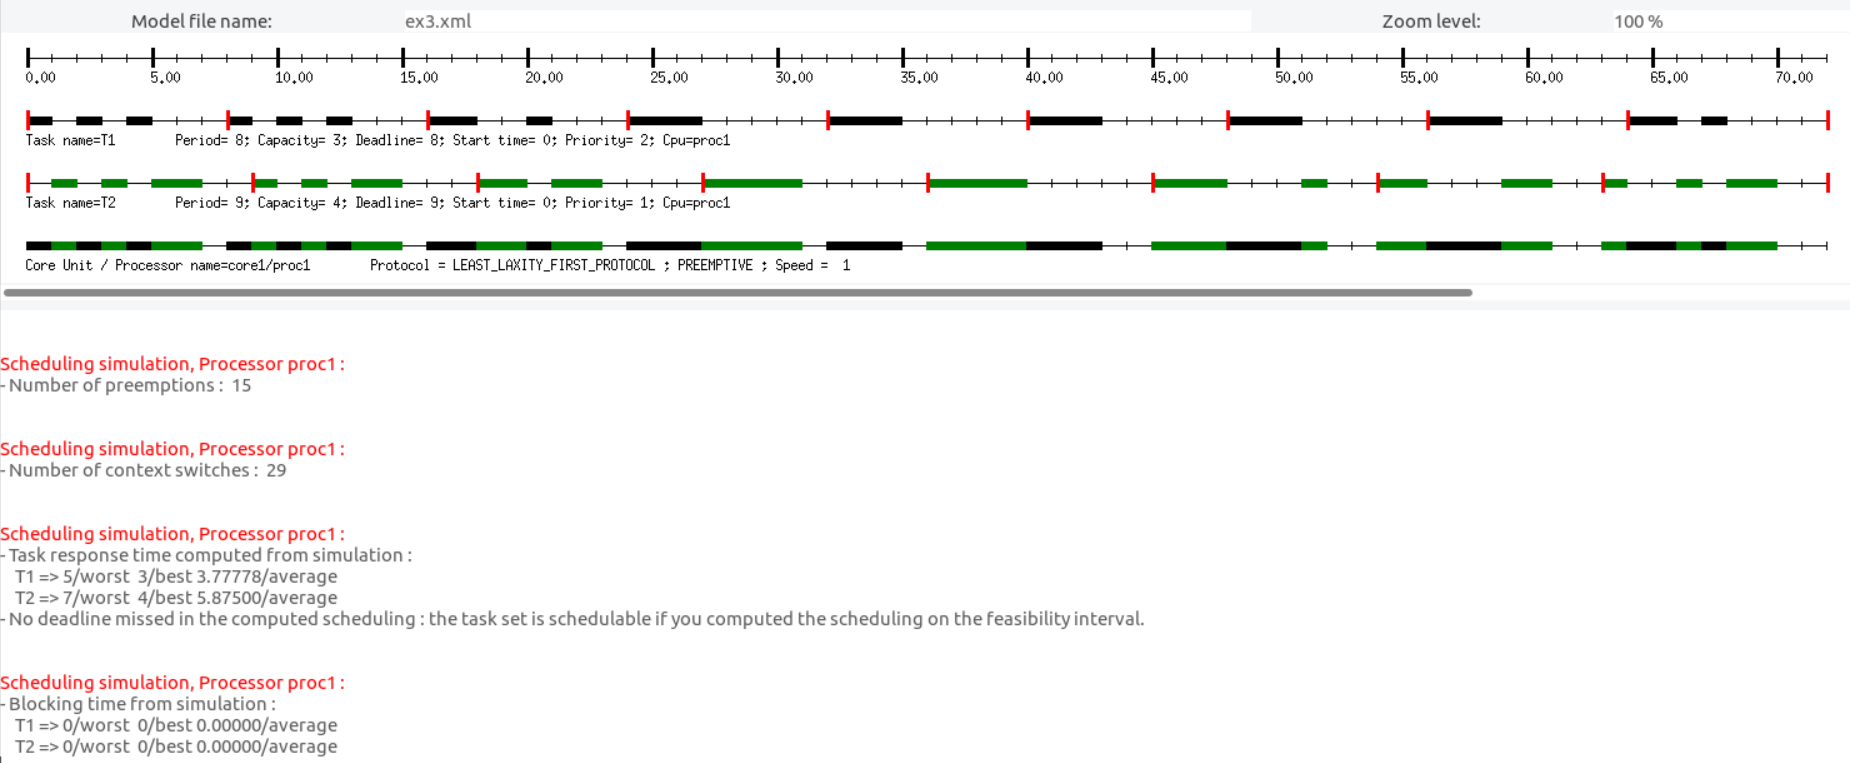 Model file name: ex3.xml Zoom level: 100 %
0.00 5.00 10.00 15.00 20.00 25.00 30.00 35.00 40.00 45.00 50.00 55.00 60.00 65.00 70.00
Task name=T1 Period= 8; Capacity= 3; Deadline= 8; Start time= 0; Priority= 2; Cpu=proc1
Task name=T2 Period= 9; Capacity= 4; Deadline= 9; Start time= 0; Priority= 1; Cpu=proc1
Core Unit / Processor name=core1/proc1 Protocol = LEAST_LAXITY_FIRST_PROTOCOL ; PREEMPTIVE ; Speed = 1
Scheduling simulation, Processor proc1 :
- Number of preemptions : 15
Scheduling simulation, Processor proc1 :
- Number of context switches : 29
Scheduling simulation, Processor proc1 :
- Task response time computed from simulation :
T1 => 5/worst 3/best 3.77778/average
T2 => 7/worst 4/best 5.87500/average
- No deadline missed in the computed scheduling : the task set is schedulable if you computed the scheduling on the feasibility interval.
Scheduling simulation, Processor proc1 :
- Blocking time from simulation :
T1 => 0/worst 0/best 0.00000/average
T2 => 0/worst 0/best 0.00000/average